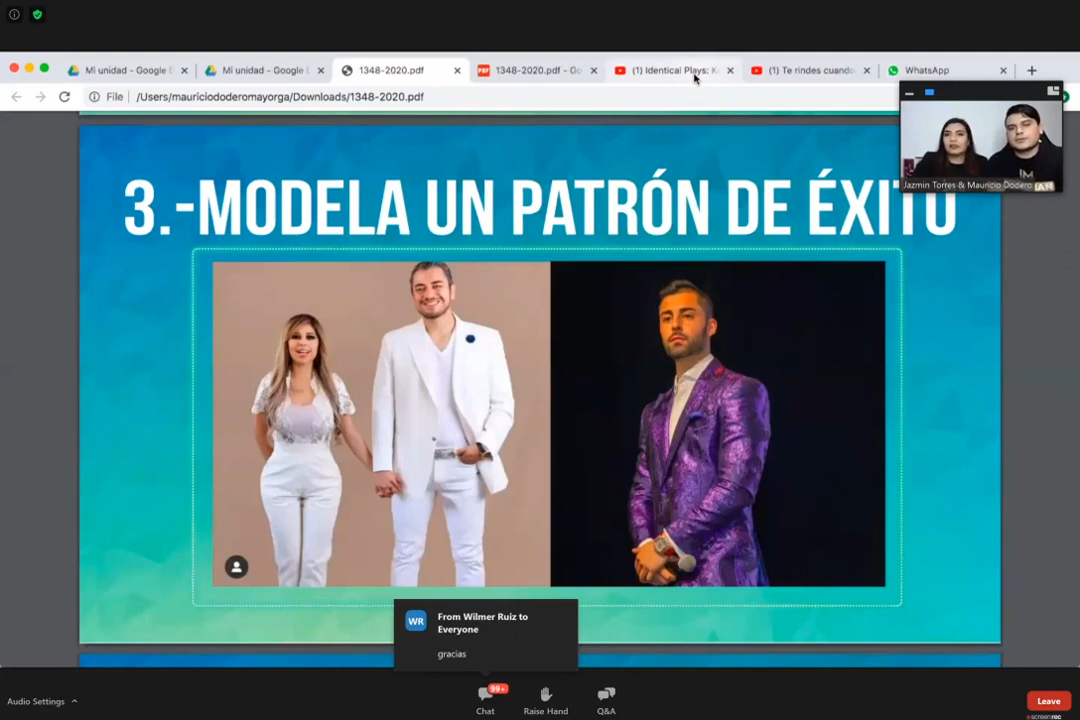 Mi unidad - Google D
Mi unidad - Google D
1348-2020.pdf
1348-2020.pdf - Go
(1) Identical Plays: Ko
(1) Te rindes cuando
WhatsApp
File
/Users/mauriciododeromayorga/Downloads/1348-2020.pdf
Jazmin Torres & Mauricio Dodero
3.-MODELA UN PATRÓN DE ÉXITO
WR
From Wilmer Ruiz to
Everyone
gracias
Audio Settings
99+
Chat
Raise Hand
Q&A
Leave
screenrec